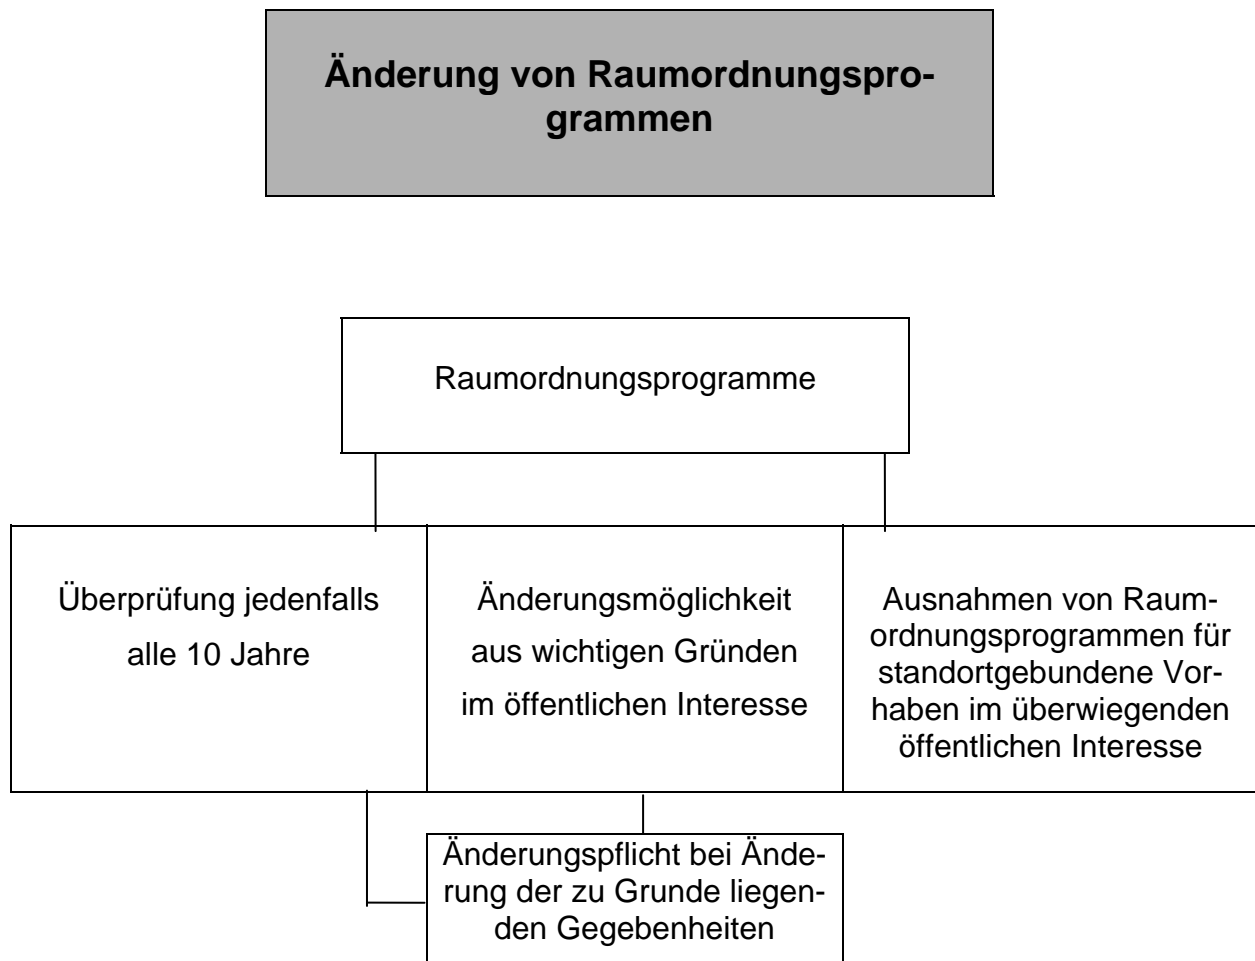 Änderung von Raumordnungspro-
grammen
Raumordnungsprogramme
Überprüfung jedenfalls
alle 10 Jahre
Änderungsmöglichkeit
aus wichtigen Gründen
im öffentlichen Interesse
Ausnahmen von Raum-
ordnungsprogrammen für
standortgebundene Vor-
haben im überwiegenden
öffentlichen Interesse
Änderungspflicht bei Ände-
rung der zu Grunde liegen-
den Gegebenheiten